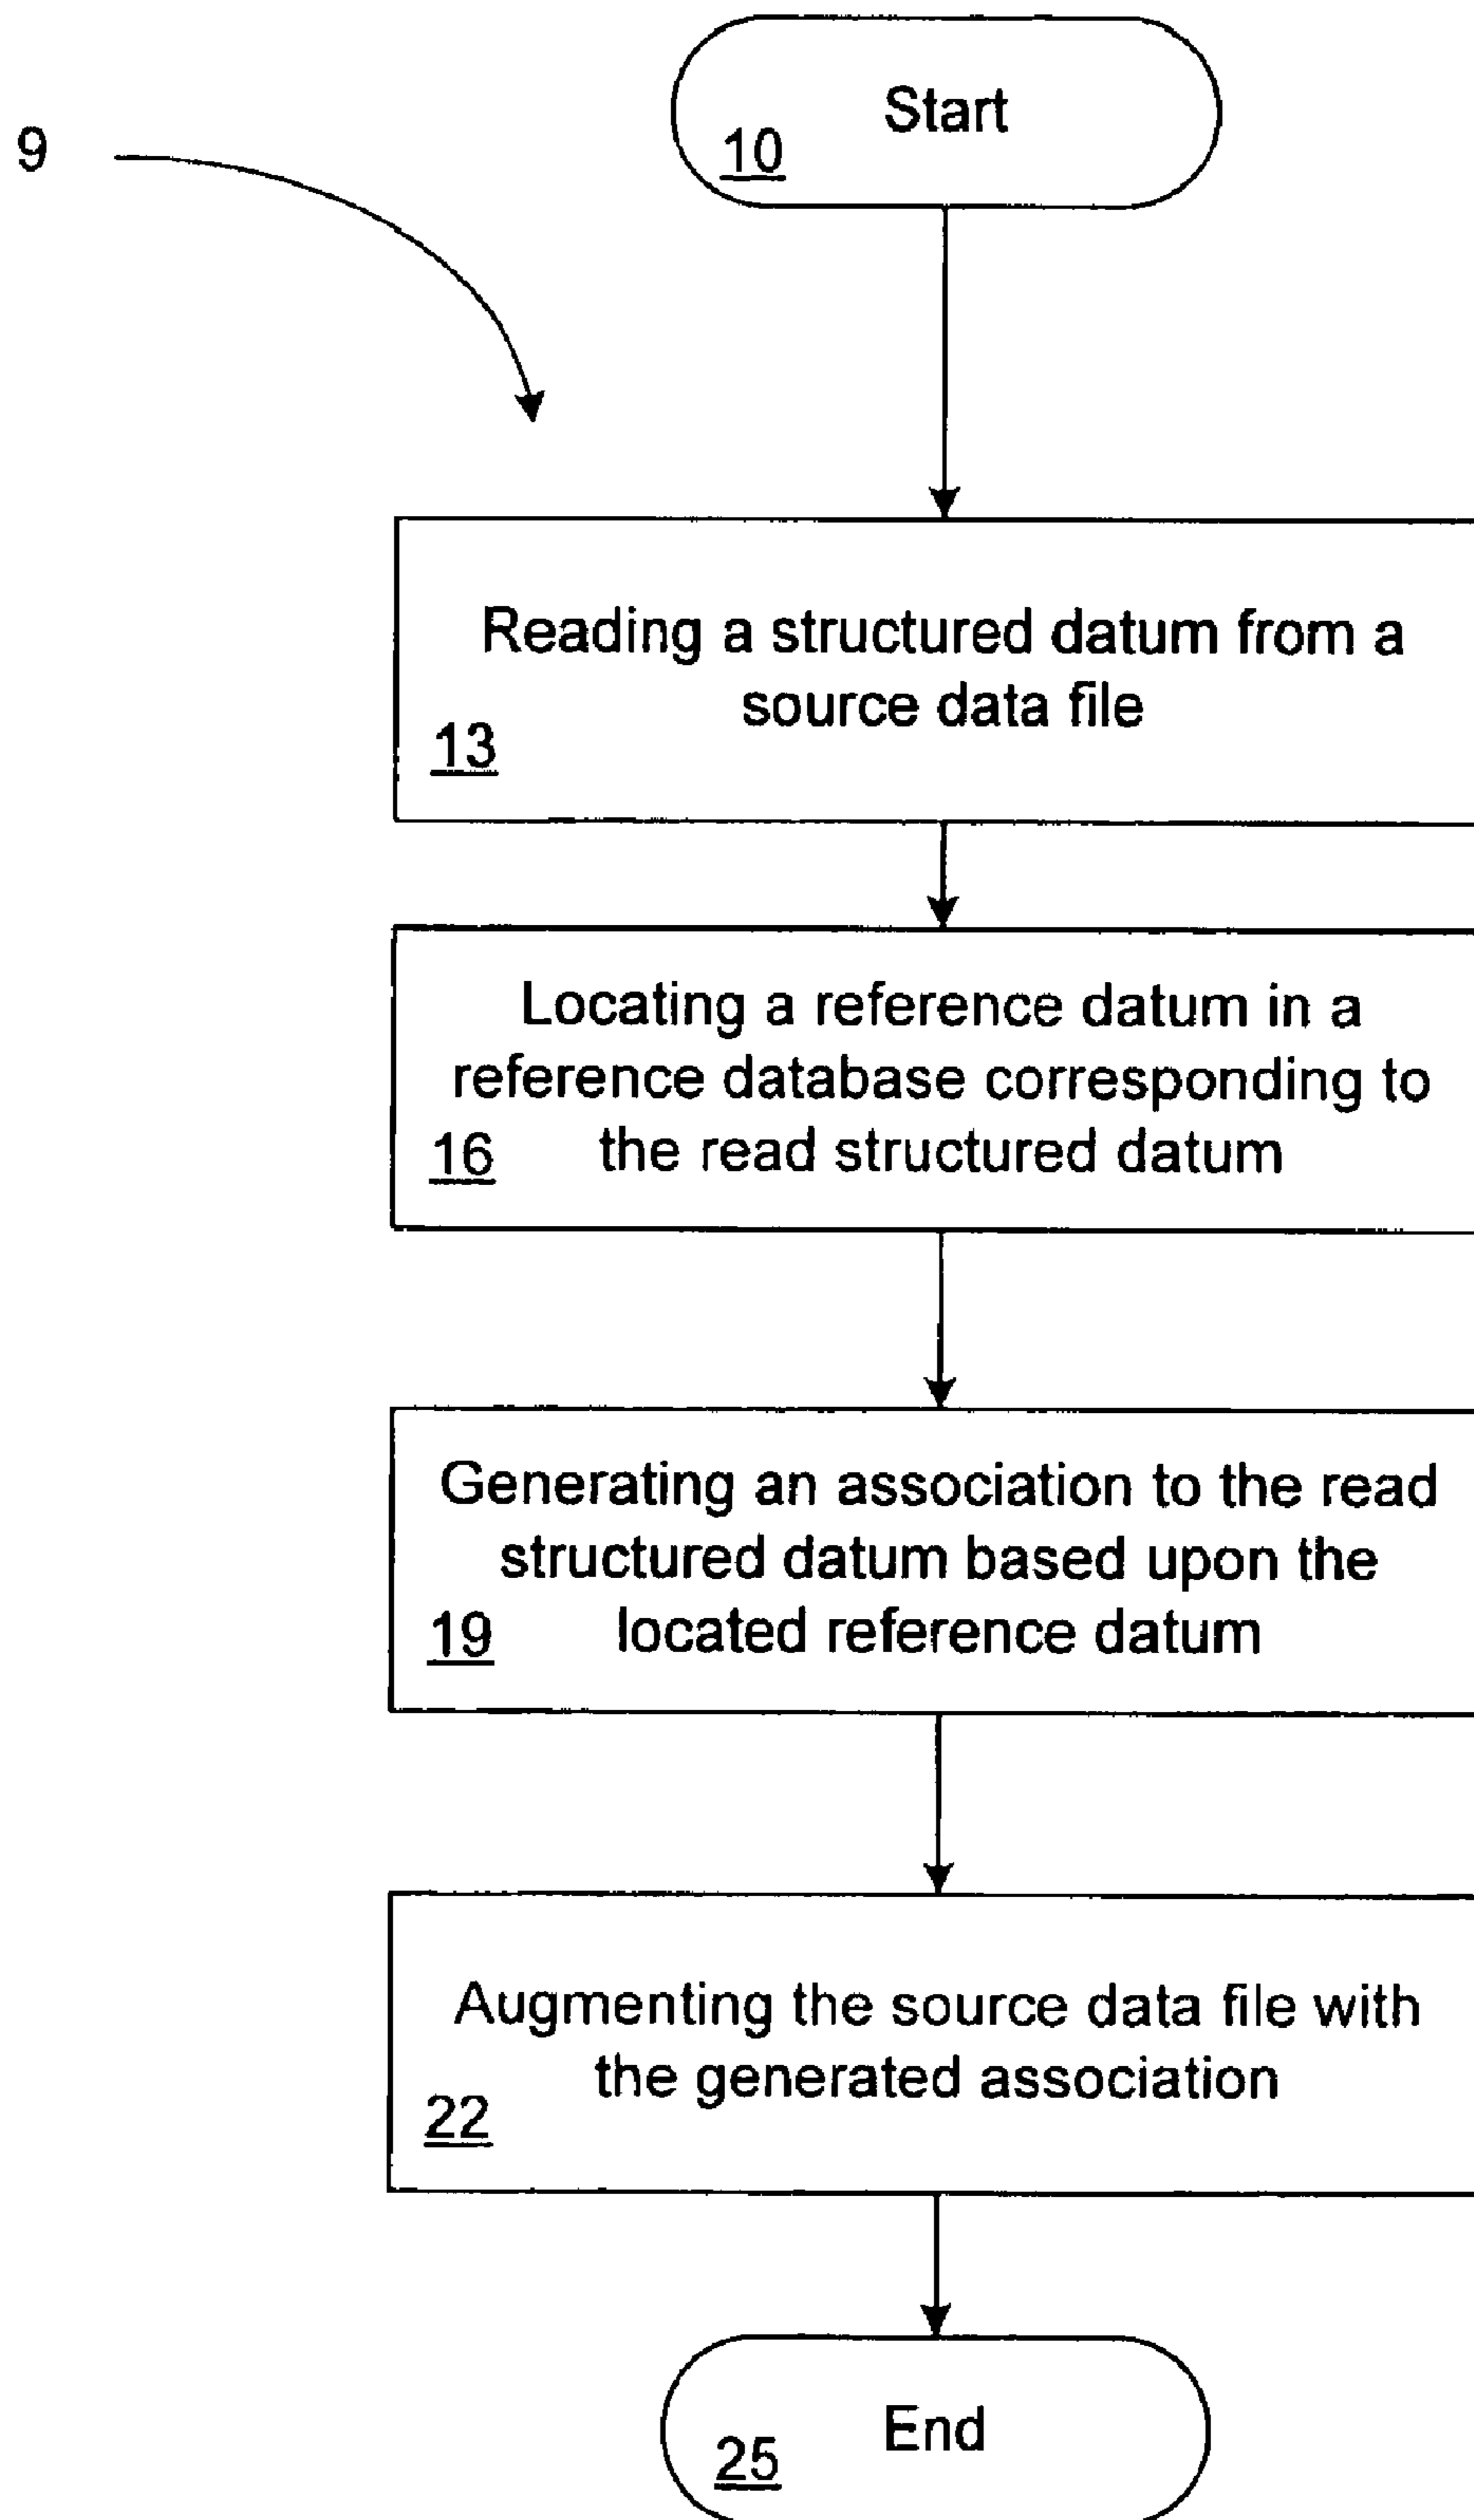 Start
10
9
Reading a structured datum from a
source data file
13
Locating a reference datum in a
reference database corresponding to
the read structured datum
16
Generating an association to the read
structured datum based upon the
located reference datum
19
Augmenting the source data file with
the generated association
22
End
25